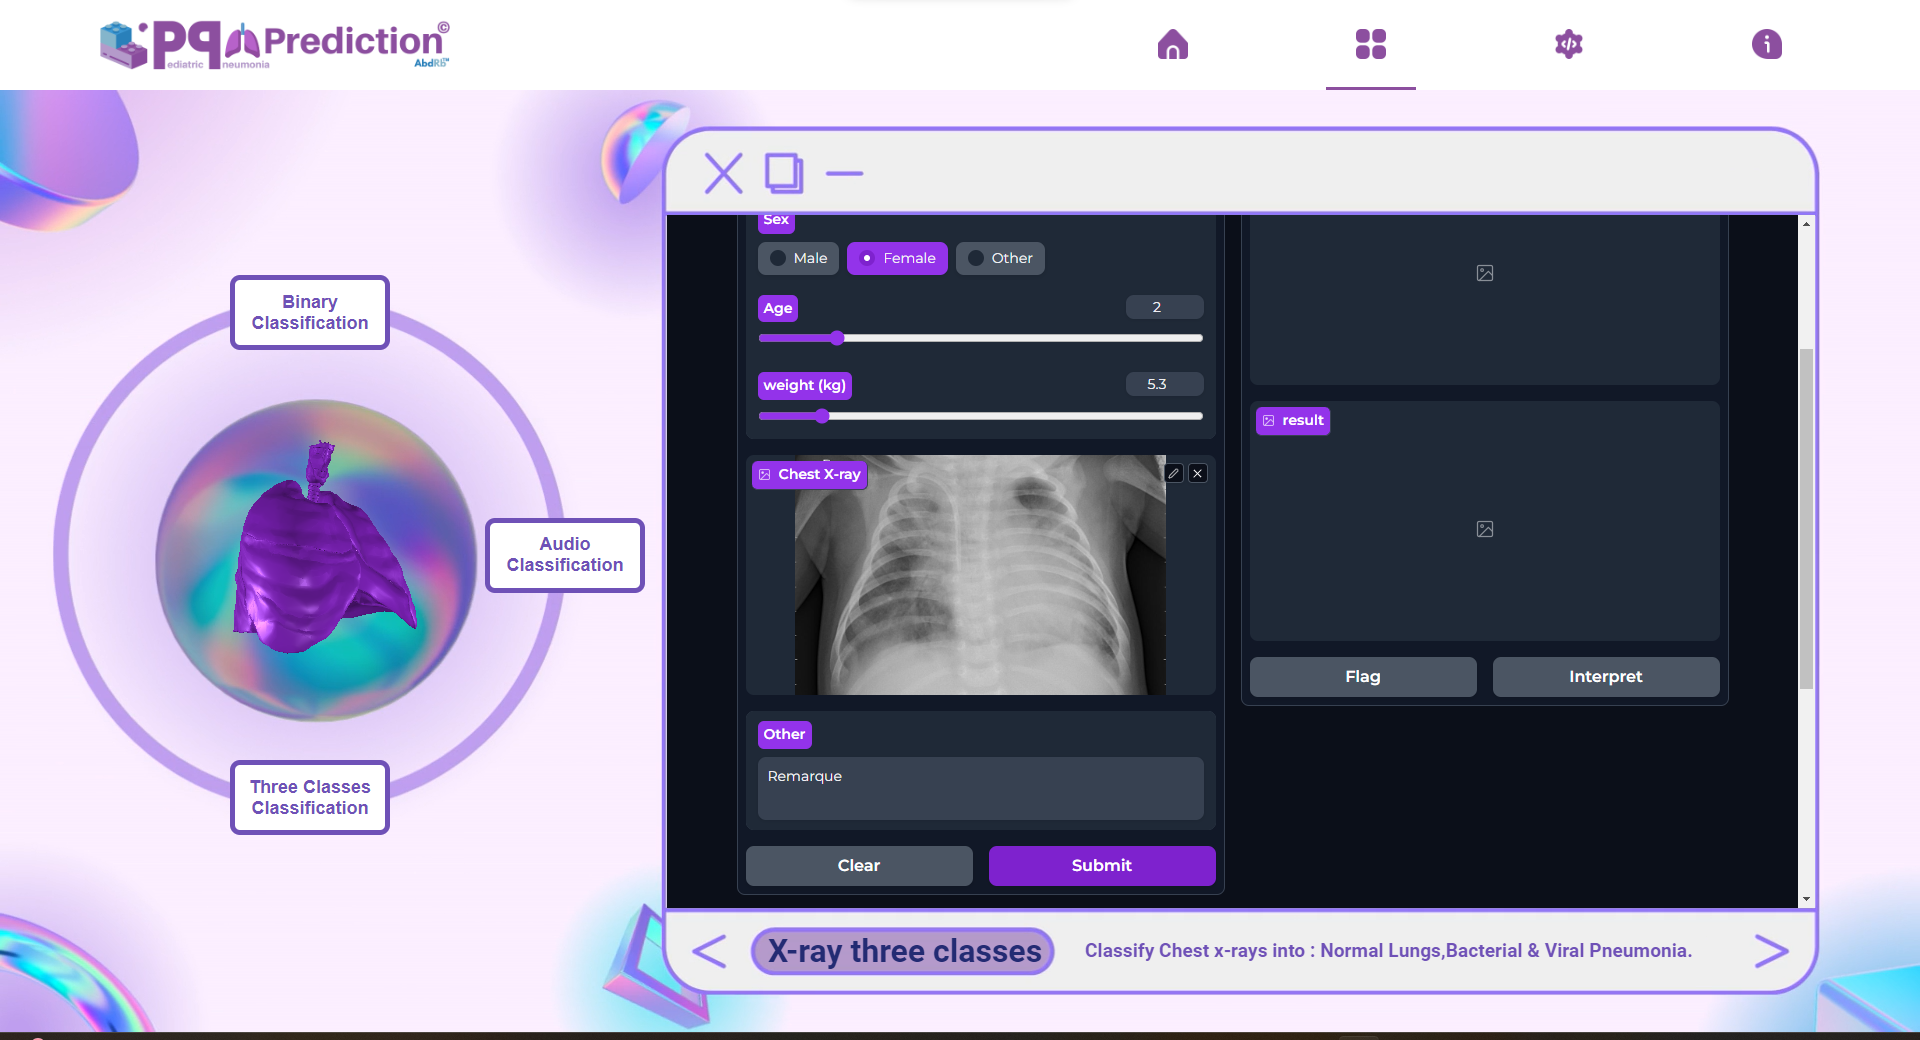 PP Prediction©
ediatric neumonia
AbdRb™
Binary
Classification
Audio
Classification
Three Classes
Classification
Sex
Male
Female
Other
Age
2
weight (kg)
5.3
Chest X-ray
Other
Remarque
Clear
Submit
result
Flag
Interpret
X-ray three classes
Classify Chest x-rays into : Normal Lungs,Bacterial & Viral Pneumonia.